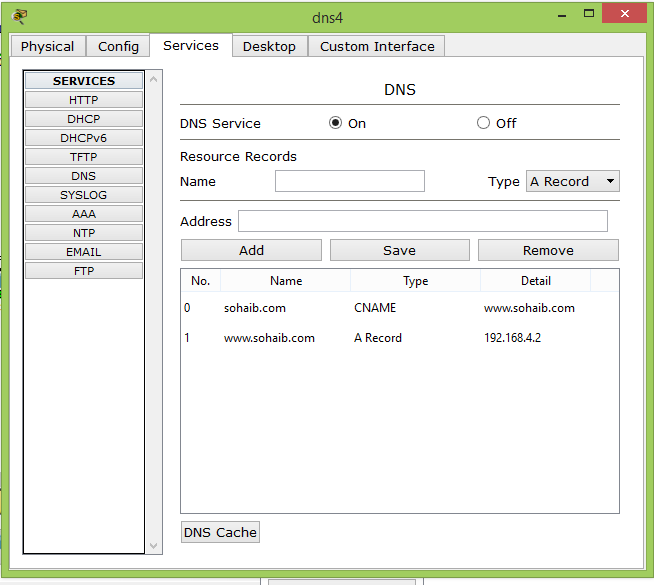 dns4
Physical Config Services Desktop Custom Interface
SERVICES
HTTP
DHCP
DHCPv6
TFTP
DNS
SYSLOG
AAA
NTP
EMAIL
FTP
DNS
DNS Service On Off
Resource Records
Name Type A Record
Address
Add Save Remove
No. Name Type Detail
0 sohaib.com CNAME www.sohaib.com
1 www.sohaib.com A Record 192.168.4.2
DNS Cache